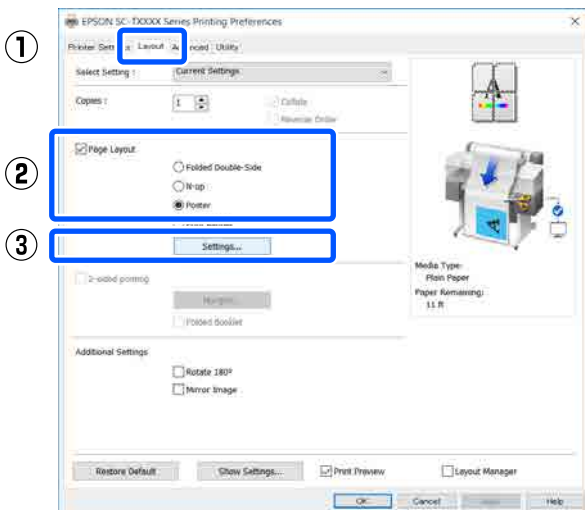 EPSON SC-TXXXX Series Printing Preferences
Layout
Utility
①
Select Setting :
Current Settings
Copies :
1
Collate
Reverse Order
②
Page Layout
Folded Double-Side
N-up
Poster
③
Settings...
Media Type:
Plain Paper
Paper Remaining:
11 ft
2-sided printing
Folded Booklet
Additional Settings
Rotate 180º
Mirror Image
Restore Default
Show Settings...
Print Preview
Layout Manager
OK
Cancel
Help